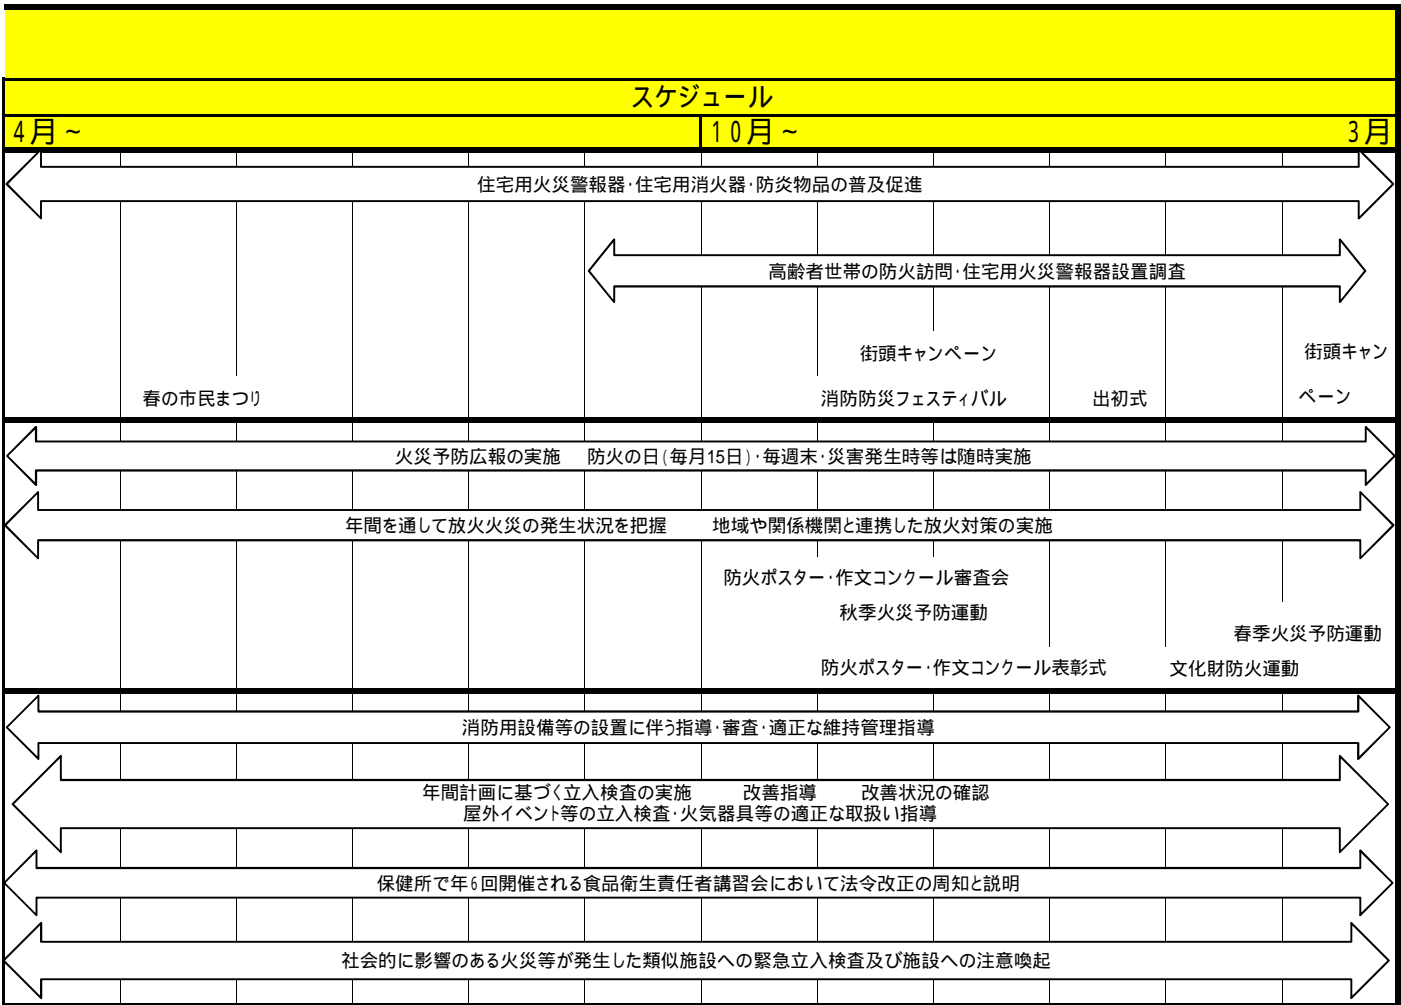 スケジュール
4月~ 10月~ 3月
住宅用火災警報器・住宅用消火器・防炎物品の普及促進
高齢者世帯の防火訪問・住宅用火災警報器設置調査
街頭キャンペーン
街頭キャン
ペーン
春の市民まつり
消防防災フェスティバル
出初式
火災予防広報の実施 防火の日(毎月15日)・毎週末・災害発生時等は随時実施
年間を通して放火火災の発生状況を把握 地域や関係機関と連携した放火対策の実施
防火ポスター・作文コンクール審査会
秋季火災予防運動
春季火災予防運動
防火ポスター・作文コンクール表彰式
文化財防火運動
消防用設備等の設置に伴う指導・審査・適正な維持管理指導
年間計画に基づく立入検査の実施 改善指導 改善状況の確認
屋外イベント等の立入検査・火気器具等の適正な取扱い指導
保健所で年6回開催される食品衛生責任者講習会において法令改正の周知と説明
社会的に影響のある火災等が発生した類似施設への緊急立入検査及び施設への注意喚起